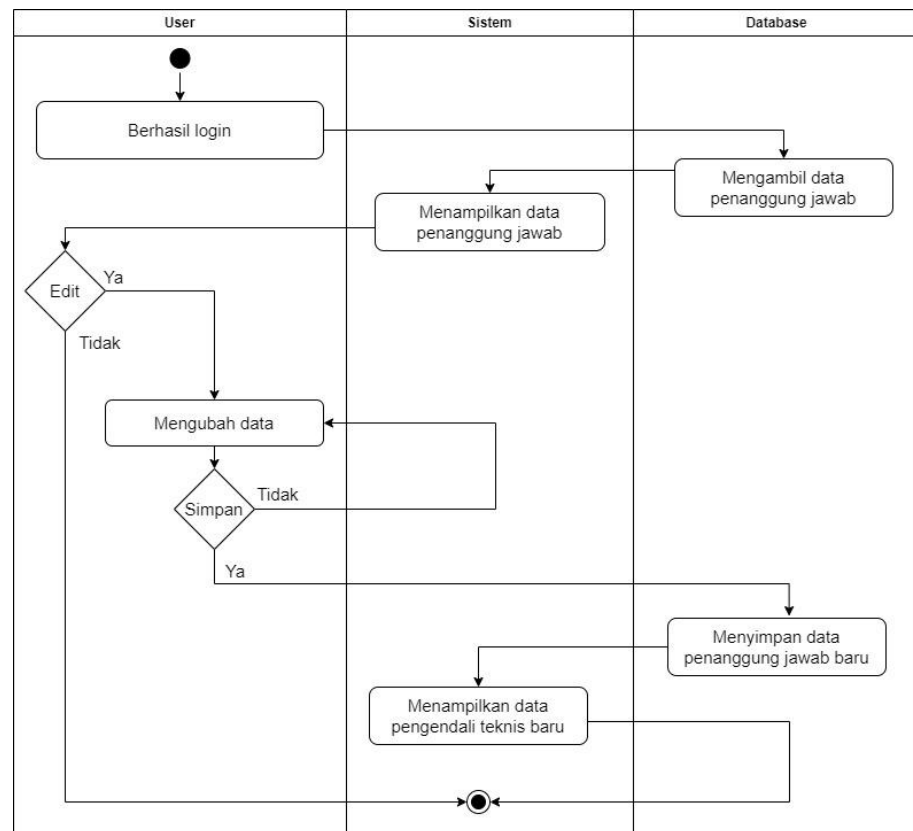 User
Sistem
Database
Berhasil login
Mengambil data
penanggung jawab
Menampilkan data
penanggung jawab
Edit
Ya
Tidak
Mengubah data
Simpan
Tidak
Ya
Menyimpan data
penanggung jawab baru
Menampilkan data
pengendali teknis baru